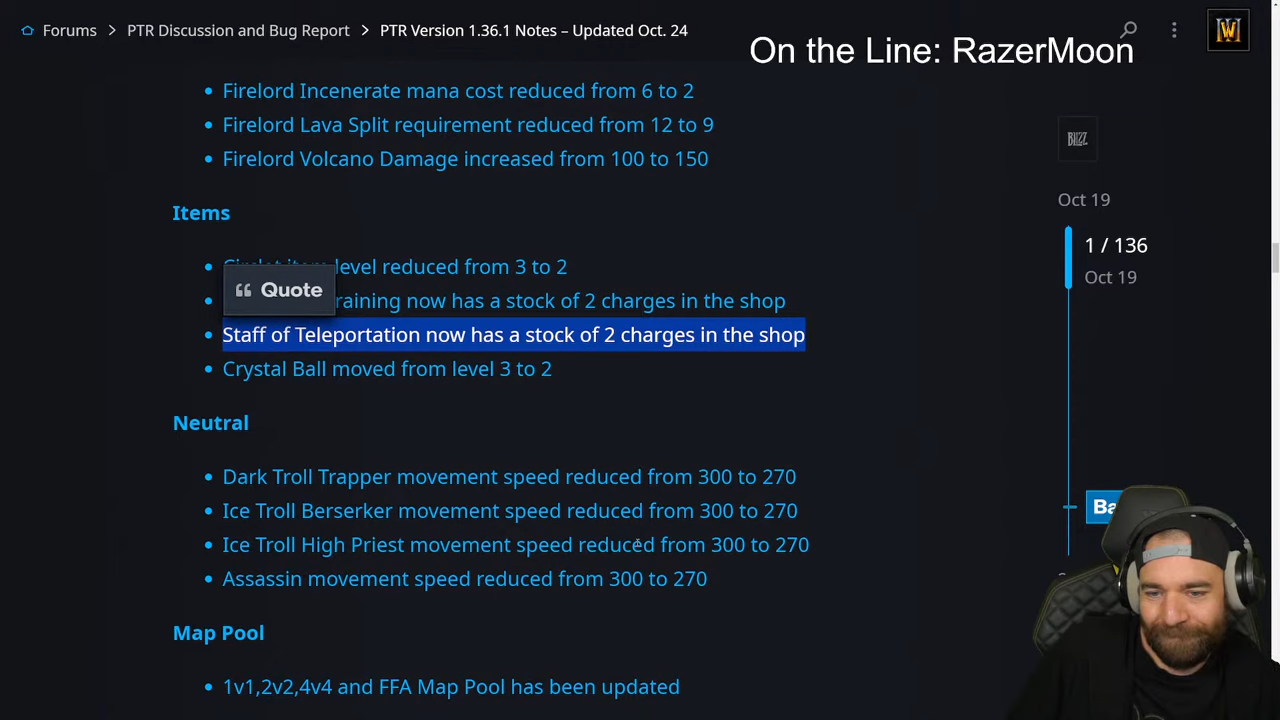 Forums > PTR Discussion and Bug Report > PTR Version 1.36.1 Notes – Updated Oct. 24
On the Line: RazerMoon
Firelord Incenerate mana cost reduced from 6 to 2
Firelord Lava Split requirement reduced from 12 to 9
Firelord Volcano Damage increased from 100 to 150
BLIZZ
Oct 19
Items
1 / 136
Oct 19
level reduced from 3 to 2
Quote
raining now has a stock of 2 charges in the shop
Staff of Teleportation now has a stock of 2 charges in the shop
Crystal Ball moved from level 3 to 2
Neutral
Dark Troll Trapper movement speed reduced from 300 to 270
Ice Troll Berserker movement speed reduced from 300 to 270
Ba
Ice Troll High Priest movement speed reduced from 300 to 270
Assassin movement speed reduced from 300 to 270
Map Pool
1v1,2v2,4v4 and FFA Map Pool has been updated